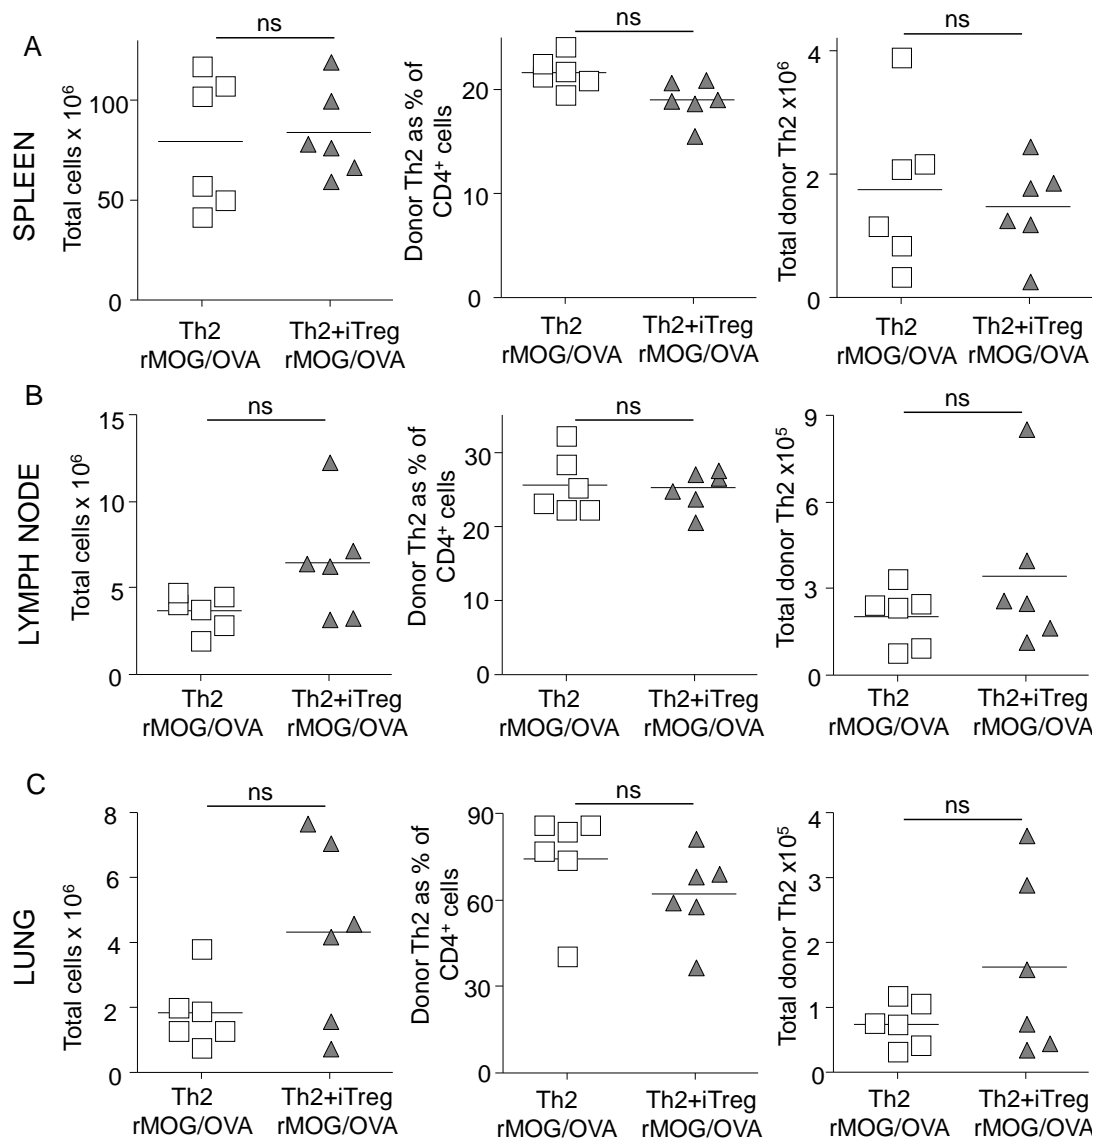 A
SPLEEN
Total cells x 10⁶
ns
100
50
0
Th2
rMOG/OVA
Th2+iTreg
rMOG/OVA
Donor Th2 as % of
CD4⁺ cells
ns
20
10
0
Th2
rMOG/OVA
Th2+iTreg
rMOG/OVA
Total donor Th2 x10⁶
ns
4
2
0
Th2
rMOG/OVA
Th2+iTreg
rMOG/OVA
B
LYMPH NODE
Total cells x 10⁶
ns
15
10
5
0
Th2
rMOG/OVA
Th2+iTreg
rMOG/OVA
Donor Th2 as % of
CD4⁺ cells
ns
30
20
10
0
Th2
rMOG/OVA
Th2+iTreg
rMOG/OVA
Total donor Th2 x10⁵
ns
9
6
3
0
Th2
rMOG/OVA
Th2+iTreg
rMOG/OVA
C
LUNG
Total cells x 10⁶
ns
8
6
4
2
0
Th2
rMOG/OVA
Th2+iTreg
rMOG/OVA
Donor Th2 as % of
CD4⁺ cells
ns
90
60
30
0
Th2
rMOG/OVA
Th2+iTreg
rMOG/OVA
Total donor Th2 x10⁵
ns
4
3
2
1
0
Th2
rMOG/OVA
Th2+iTreg
rMOG/OVA